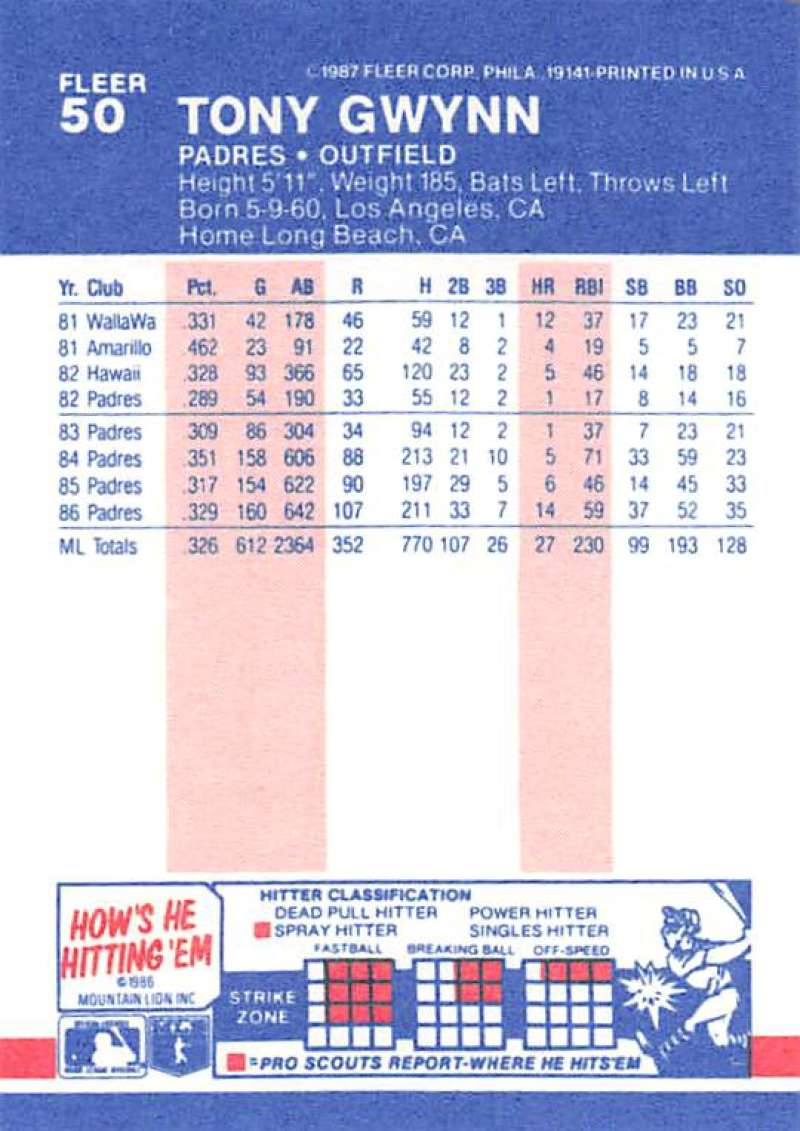 ©1987 FLEER CORP. PHILA. 19141-PRINTED IN U S A
FLEER
50 TONY GWYNN
PADRES • OUTFIELD
Height 5'11", Weight 185, Bats Left, Throws Left
Born 5-9-60, Los Angeles, CA
Home Long Beach, CA
Yr. Club Pct. G AB R H 2B 3B HR RBI SB BB SO
81 WallaWa .331 42 178 46 59 12 1 12 37 17 23 21
81 Amarillo .462 23 91 22 42 8 2 4 19 5 5 7
82 Hawaii .328 93 366 65 120 23 2 5 46 14 18 18
82 Padres .289 54 190 33 55 12 2 1 17 8 14 16
83 Padres .309 86 304 34 94 12 2 1 37 7 23 21
84 Padres .351 158 606 88 213 21 10 5 71 33 59 23
85 Padres .317 154 622 90 197 29 5 6 46 14 45 33
86 Padres .329 160 642 107 211 33 7 14 59 37 52 35
ML Totals .326 612 2364 352 770 107 26 27 230 99 193 128
HOW'S HE
HITTING 'EM
©1986
MOUNTAIN LION INC
HITTER CLASSIFICATION
DEAD PULL HITTER POWER HITTER
SPRAY HITTER SINGLES HITTER
FASTBALL BREAKING BALL OFF-SPEED
STRIKE
ZONE
=PRO SCOUTS REPORT-WHERE HE HITS 'EM